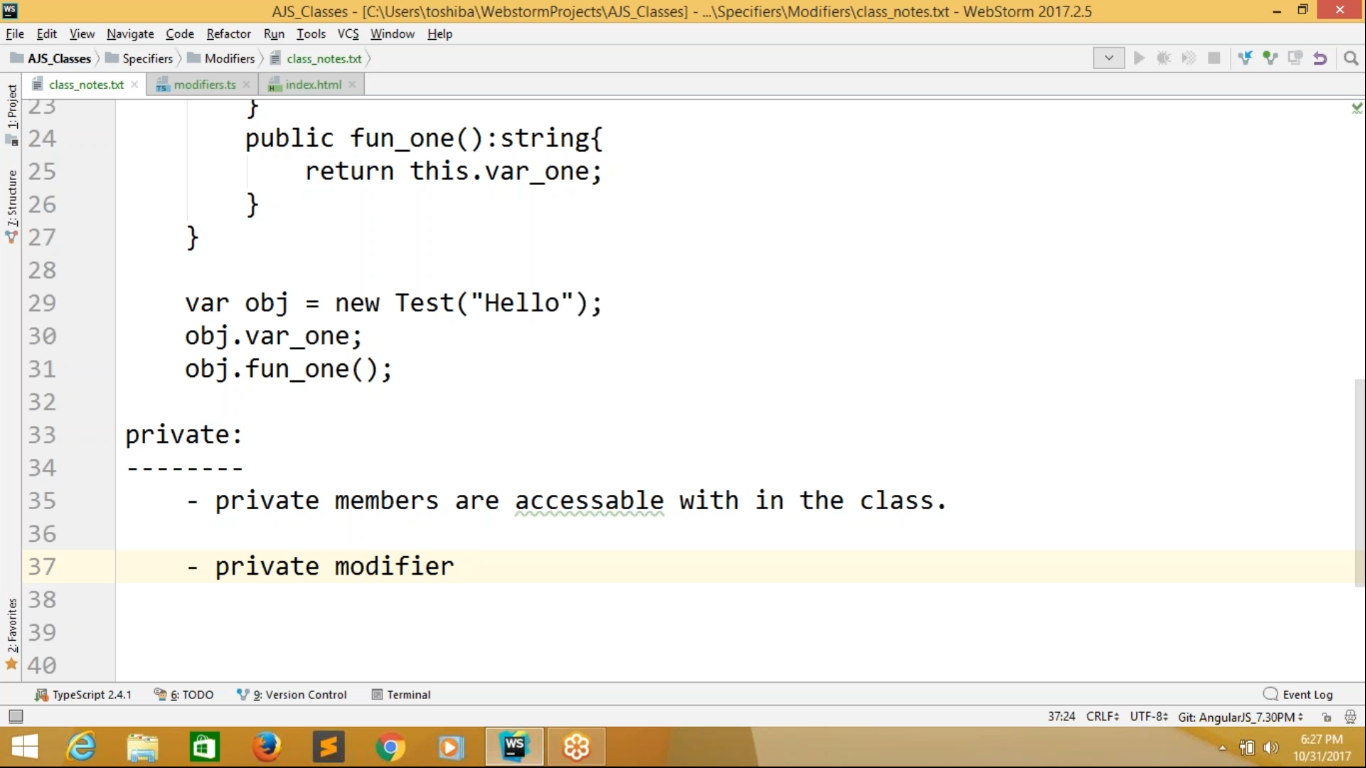 WS AJS_Classes - [C:\Users\toshiba\WebstormProjects\AJS_Classes] - ...\Specifiers\Modifiers\class_notes.txt - WebStorm 2017.2.5
File Edit View Navigate Code Refactor Run Tools VCS Window Help
AJS_Classes Specifiers Modifiers class_notes.txt
class_notes.txt modifiers.ts index.html
1: Project
7: Structure
2: Favorites
23 }
24 public fun_one():string{
25 return this.var_one;
26 }
27 }
28
29 var obj = new Test("Hello");
30 obj.var_one;
31 obj.fun_one();
32
33 private:
34 --------
35 - private members are accessable with in the class.
36
37 - private modifier
38
39
40
TypeScript 2.4.1 6: TODO 9: Version Control Terminal Event Log
37:24 CRLF UTF-8 Git: AngularJS_7.30PM
WS 6:27 PM
10/31/2017